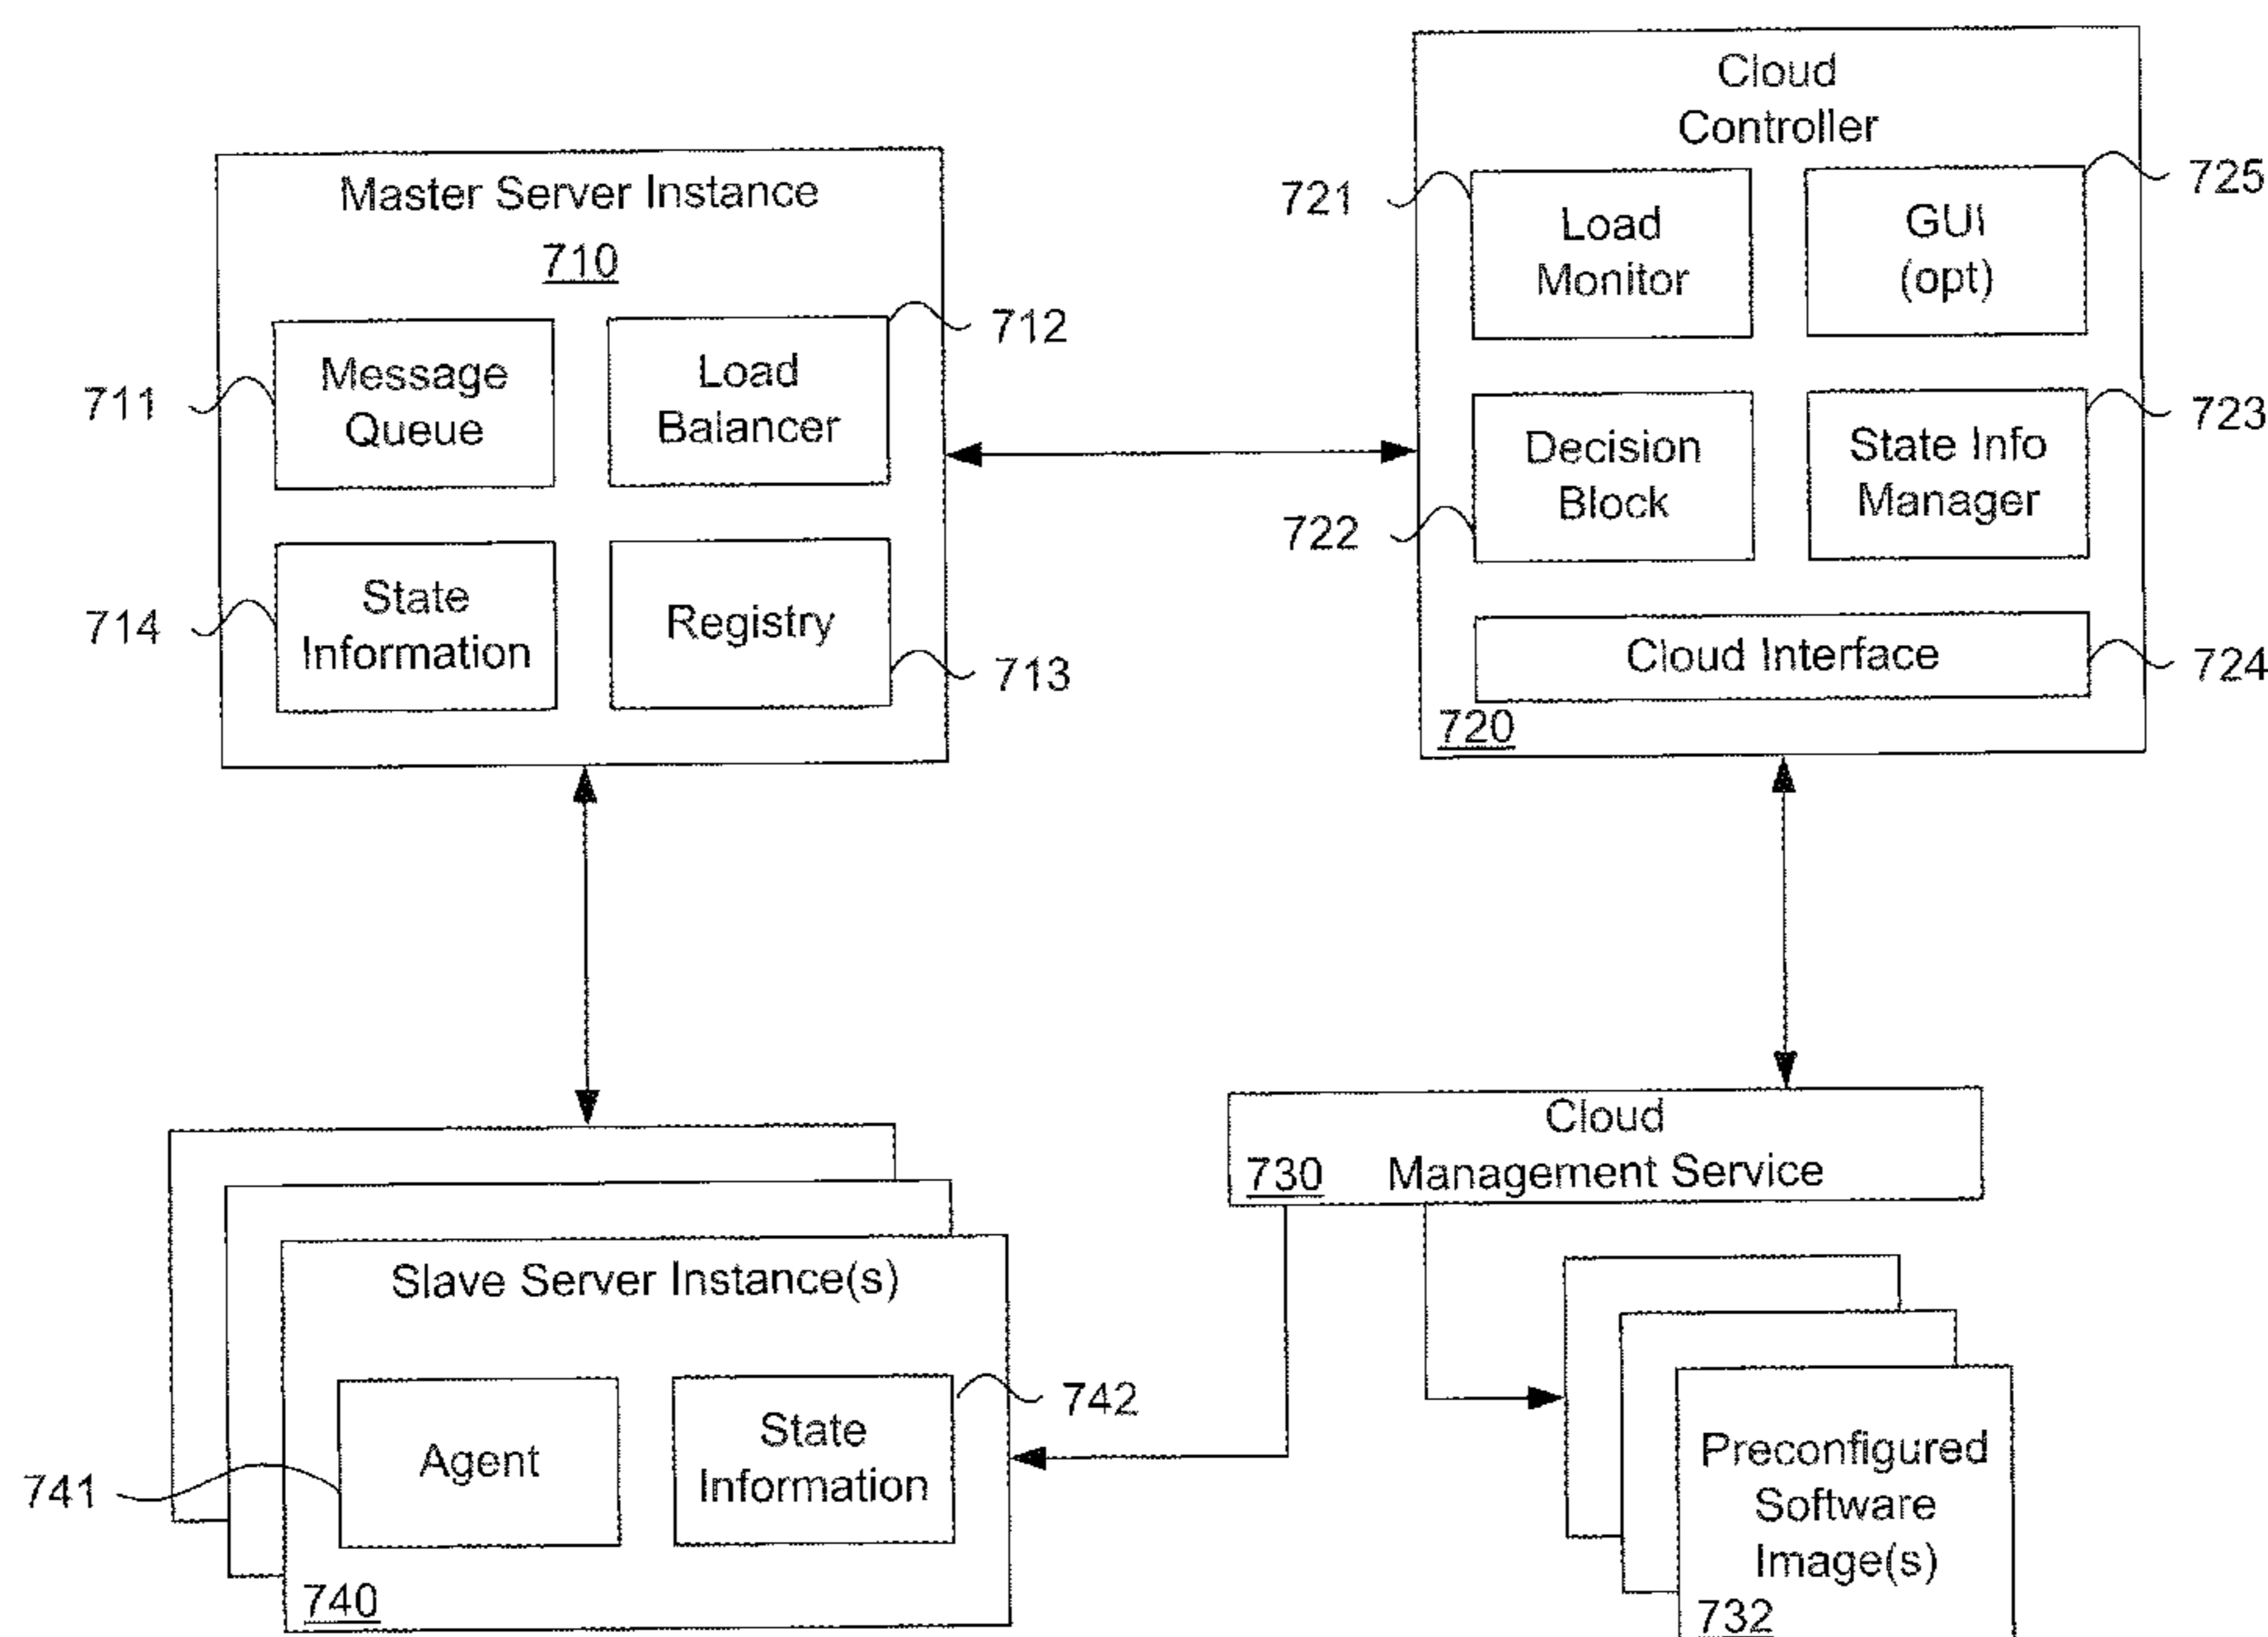 Cloud
Controller
721
Load
Monitor
GUI
(opt)
725
Decision
Block
722
State Info
Manager
723
Cloud Interface
724
720
Master Server Instance
710
711
Message
Queue
Load
Balancer
712
714
State
Information
Registry
713
Cloud
Management Service
730
Slave Server Instance(s)
741
Agent
State
Information
742
740
Preconfigured
Software
Image(s)
732